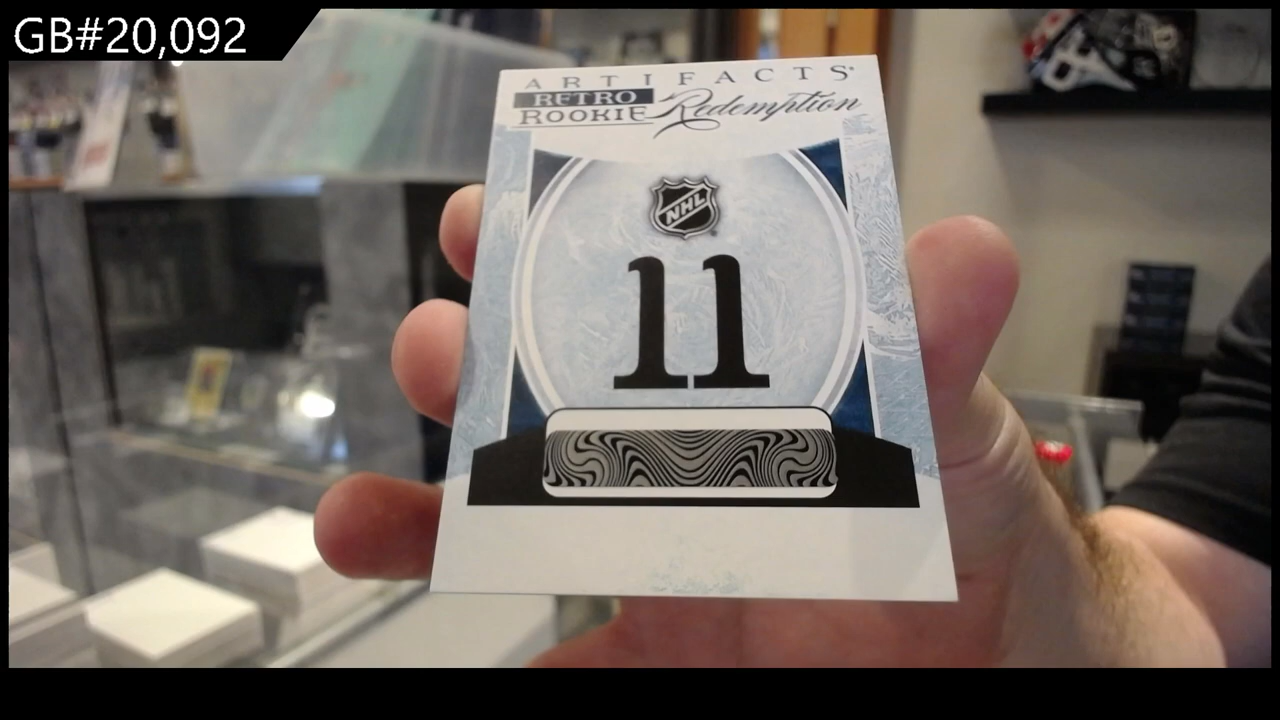 GB#20,092
ARTIFACTS
RETRO
ROOKIE Redemption
NHL
11